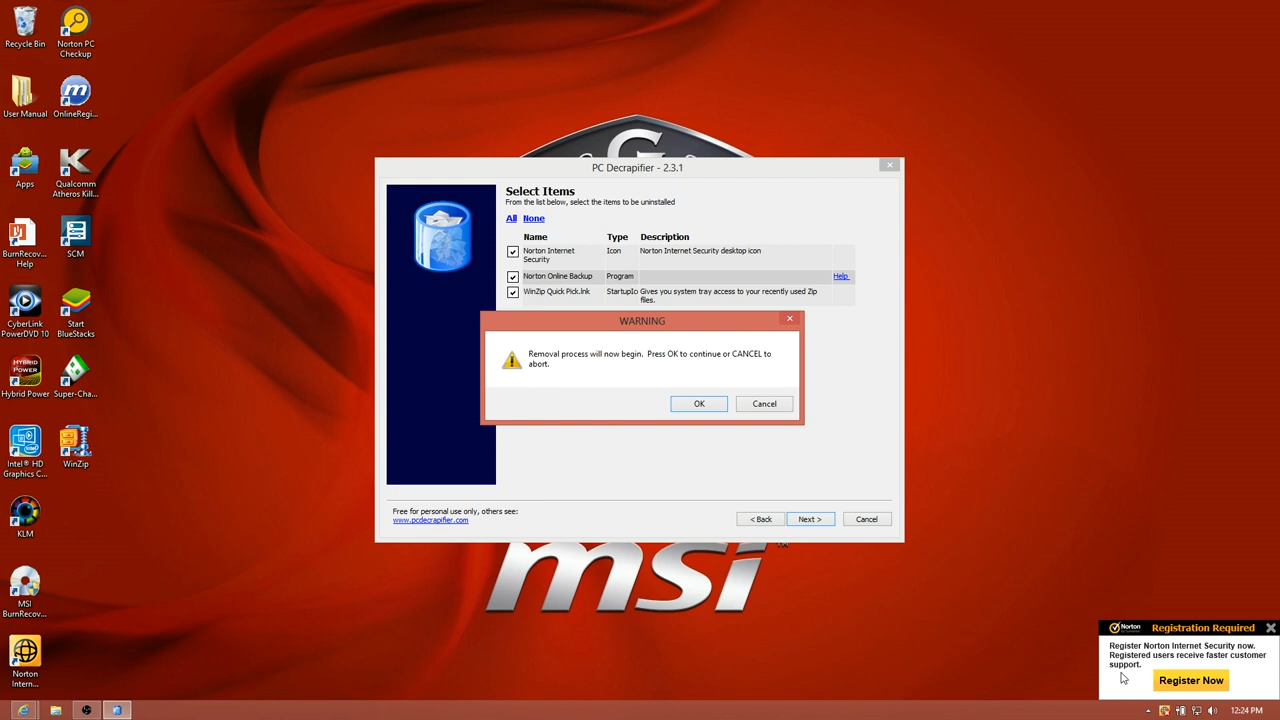 Recycle Bin
Norton PC
Checkup
User Manual
OnlineRegi...
Apps
Qualcomm
Atheros Kill...
BurnRecov...
Help
SCM
CyberLink
PowerDVD 10
Start
BlueStacks
Hybrid Power
Super-Cha...
Intel® HD
Graphics C...
WinZip
KLM
MSI
BurnRecov...
Norton
Intern...
HYBRID
POWER
PC Decrapifier - 2.3.1
Select Items
From the list below, select the items to be uninstalled
All None
Name Type Description
Norton Internet
Security
Icon
Norton Internet Security desktop icon
Norton Online Backup
Program
Help
WinZip Quick Pick.lnk
StartupIo
Gives you system tray access to your recently used Zip
files.
WARNING
Removal process will now begin. Press OK to continue or CANCEL to
abort.
OK
Cancel
Free for personal use only, others see:
www.pcdecrapifier.com
< Back
Next >
Cancel
msi
TM
Norton
Registration Required
Register Norton Internet Security now.
Registered users receive faster customer
support.
Register Now
12:24 PM